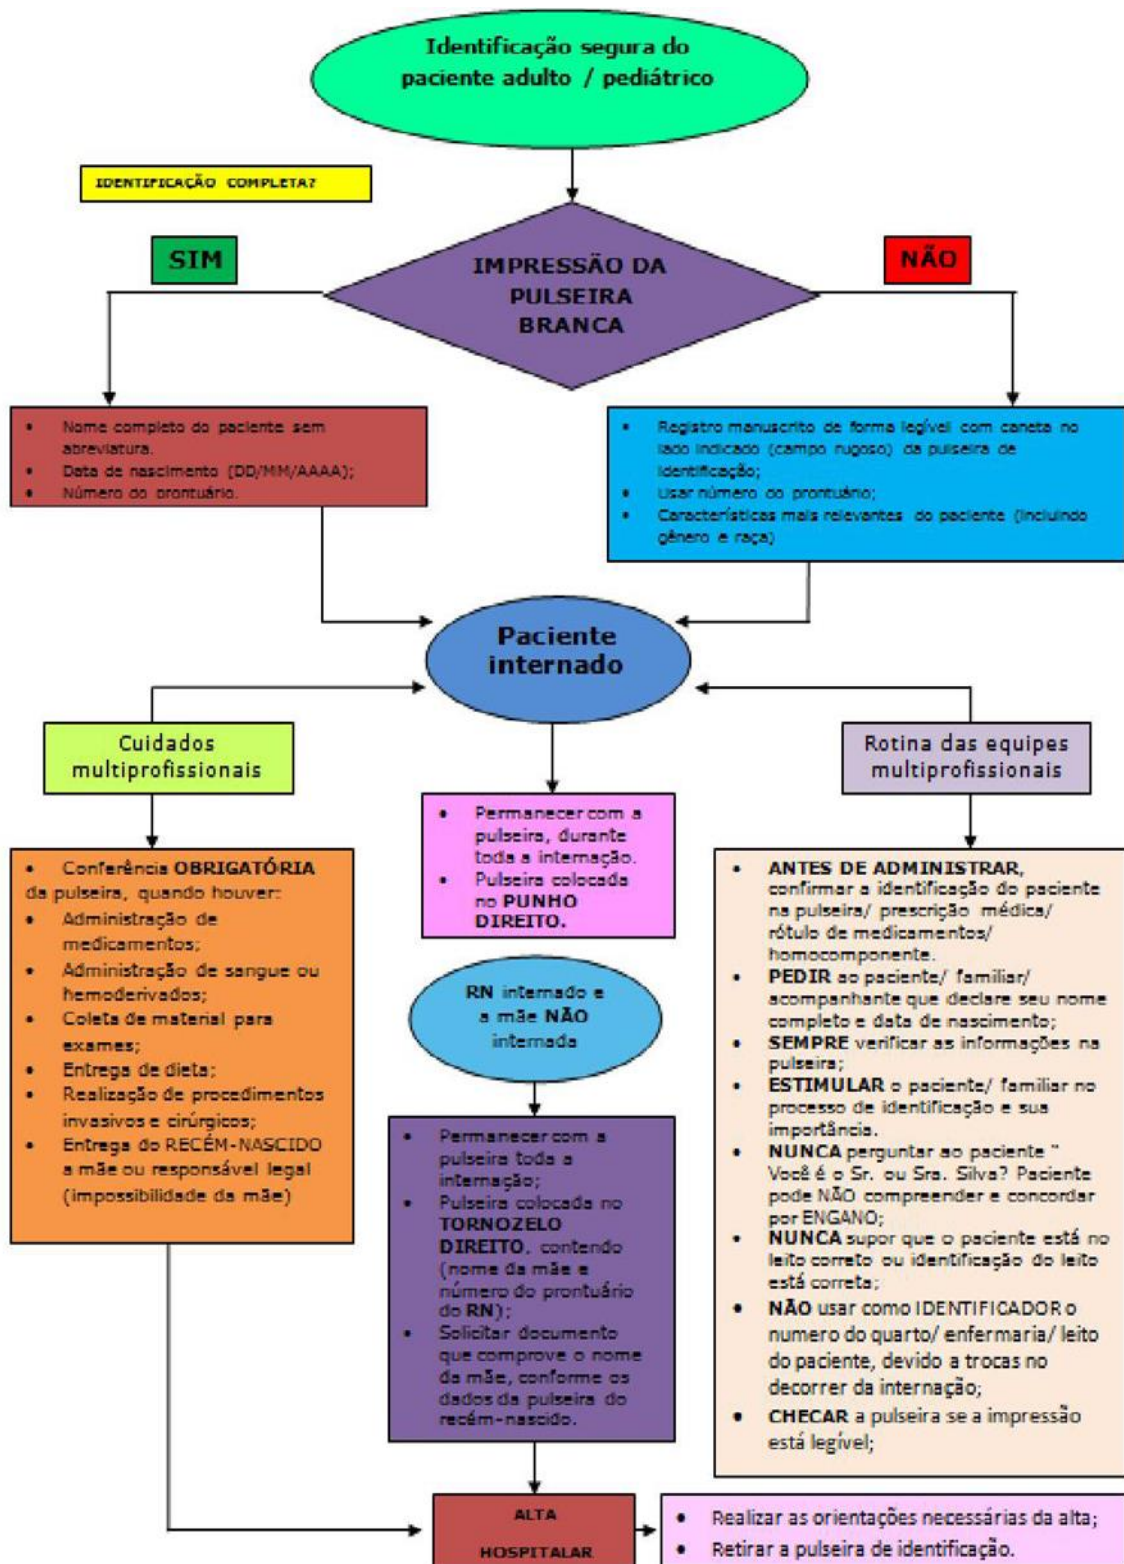 Identificação segura do
paciente adulto / pediátrico
IDENTIFICAÇÃO COMPLETA?
SIM
IMPRESSÃO DA
PULSEIRA
BRANCA
NÃO
• Nome completo do paciente sem
abreviatura.
• Data de nascimento (DD/MM/AAAA);
• Número do prontuário.
• Registro manuscrito de forma legível com caneta no
lado indicado (campo rugoso) da pulseira de
identificação;
• Usar número do prontuário;
• Características mais relevantes do paciente (incluindo
gênero e raça)
Paciente
internado
Cuidados
multiprofissionais
Rotina das equipes
multiprofissionais
• Permanecer com a
pulseira, durante
toda a internação.
• Pulseira colocada
no PUNHO
DIREITO.
• Conferência OBRIGATÓRIA
da pulseira, quando houver:
• Administração de
medicamentos;
• Administração de sangue ou
hemoderivados;
• Coleta de material para
exames;
• Entrega de dieta;
• Realização de procedimentos
invasivos e cirúrgicos;
• Entrega do RECÉM-NASCIDO
a mãe ou responsável legal
(impossibilidade da mãe)
RN internado e
a mãe NÃO
internada
• Permanecer com a
pulseira toda a
internação;
• Pulseira colocada no
TORNOZELO
DIREITO, contendo
(nome da mãe e
número do prontuário
do RN);
• Solicitar documento
que comprove o nome
da mãe, conforme os
dados da pulseira do
recém-nascido.
• ANTES DE ADMINISTRAR,
confirmar a identificação do paciente
na pulseira/ prescrição médica/
rótulo de medicamentos/
homocomponente.
• PEDIR ao paciente/ familiar/
acompanhante que declare seu nome
completo e data de nascimento;
• SEMPRE verificar as informações na
pulseira;
• ESTIMULAR o paciente/ familiar no
processo de identificação e sua
importância.
• NUNCA perguntar ao paciente "
Você é o Sr. ou Sra. Silva? Paciente
pode NÃO compreender e concordar
por ENGANO;
• NUNCA supor que o paciente está no
leito correto ou identificação do leito
está correta;
• NÃO usar como IDENTIFICADOR o
numero do quarto/ enfermaria/ leito
do paciente, devido a trocas no
decorrer da internação;
• CHECAR a pulseira se a impressão
está legível;
ALTA
HOSPITALAR
• Realizar as orientações necessárias da alta;
• Retirar a pulseira de identificação.